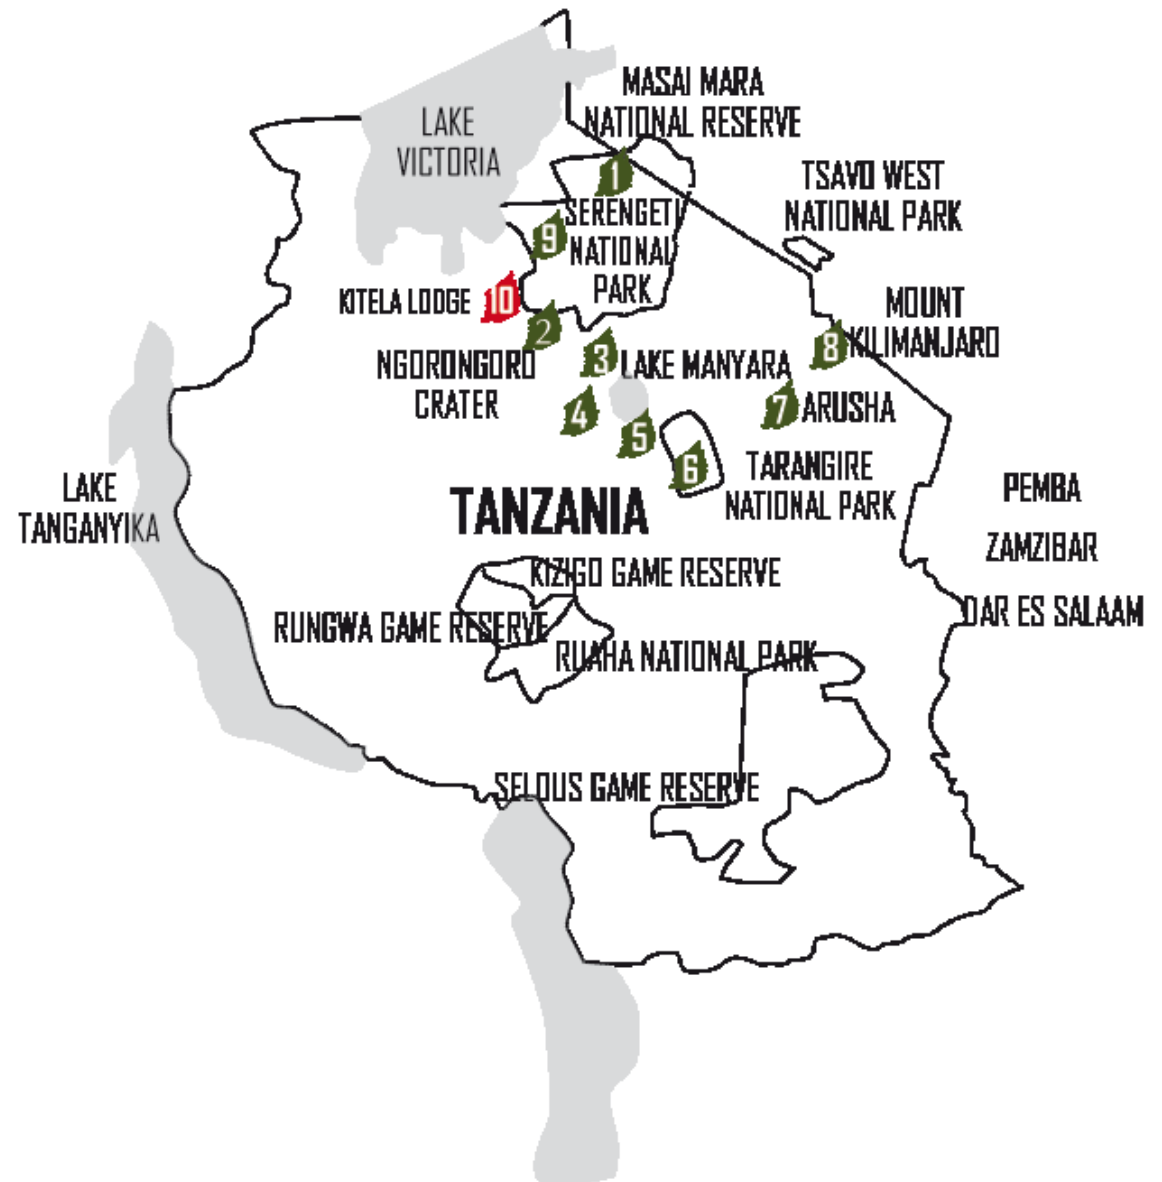 MASAI MARA
NATIONAL RESERVE
LAKE
VICTORIA
1
TSAVO WEST
NATIONAL PARK
SERENGETI
NATIONAL
PARK
9
KITELA LODGE
10
MOUNT
KILIMANJARO
2
8
3
LAKE MANYARA
NGORONGORO
CRATER
4
7
ARUSHA
5
6
TARANGIRE
NATIONAL PARK
LAKE
TANGANYIKA
TANZANIA
PEMBA
ZAMZIBAR
KIZIGO GAME RESERVE
DAR ES SALAAM
RUNGWA GAME RESERVE
RUAHA NATIONAL PARK
SELOUS GAME RESERVE